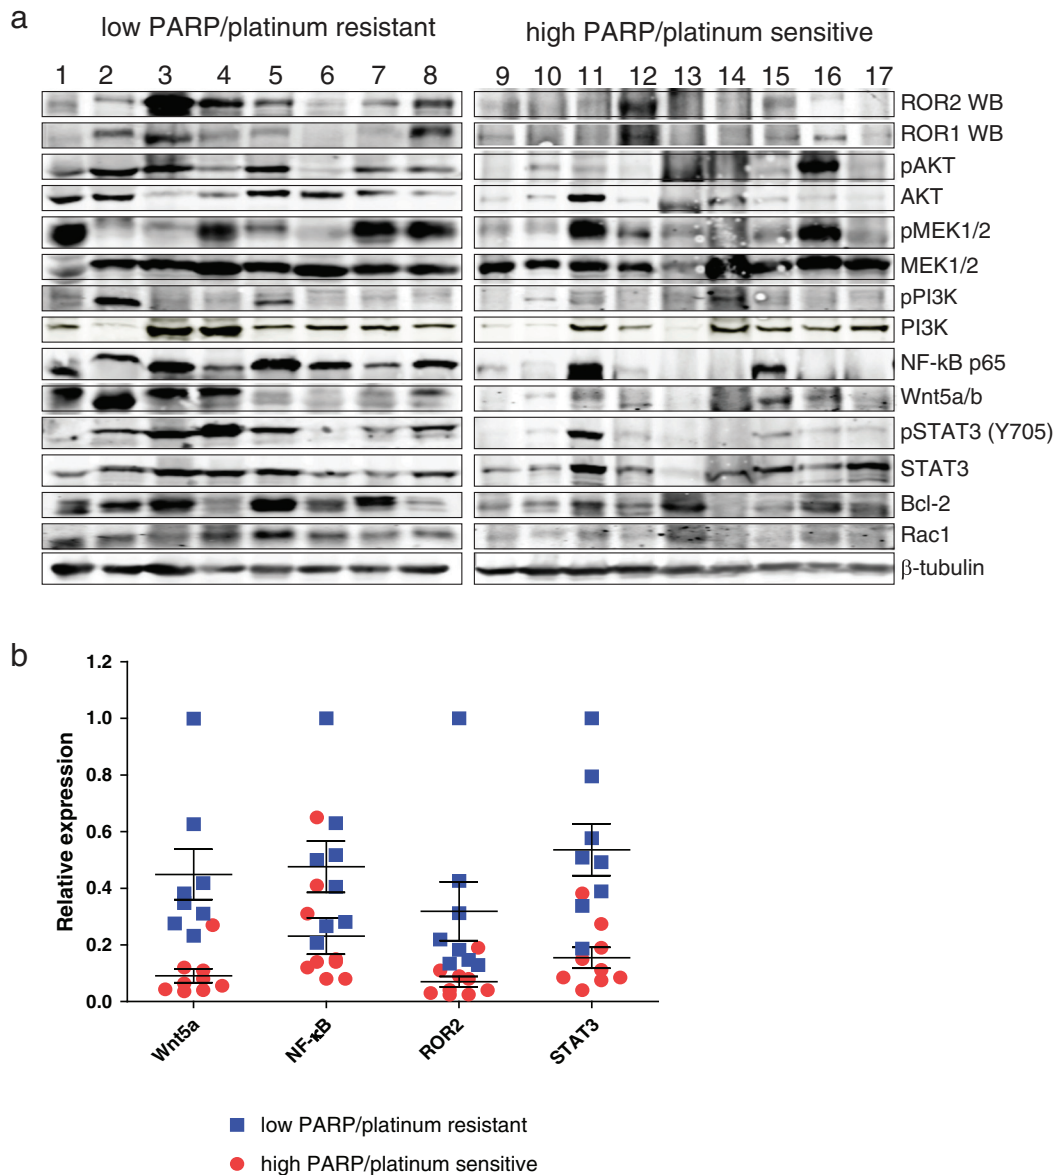 a
low PARP/platinum resistant
high PARP/platinum sensitive
1 2 3 4 5 6 7 8 9 10 11 12 13 14 15 16 17
ROR2 WB
ROR1 WB
pAKT
AKT
pMEK1/2
MEK1/2
pPI3K
PI3K
NF-kB p65
Wnt5a/b
pSTAT3 (Y705)
STAT3
Bcl-2
Rac1
β-tubulin
b
Relative expression
1.2
1.0
0.8
0.6
0.4
0.2
0.0
Wnt5a
NF-κB
ROR2
STAT3
low PARP/platinum resistant
high PARP/platinum sensitive